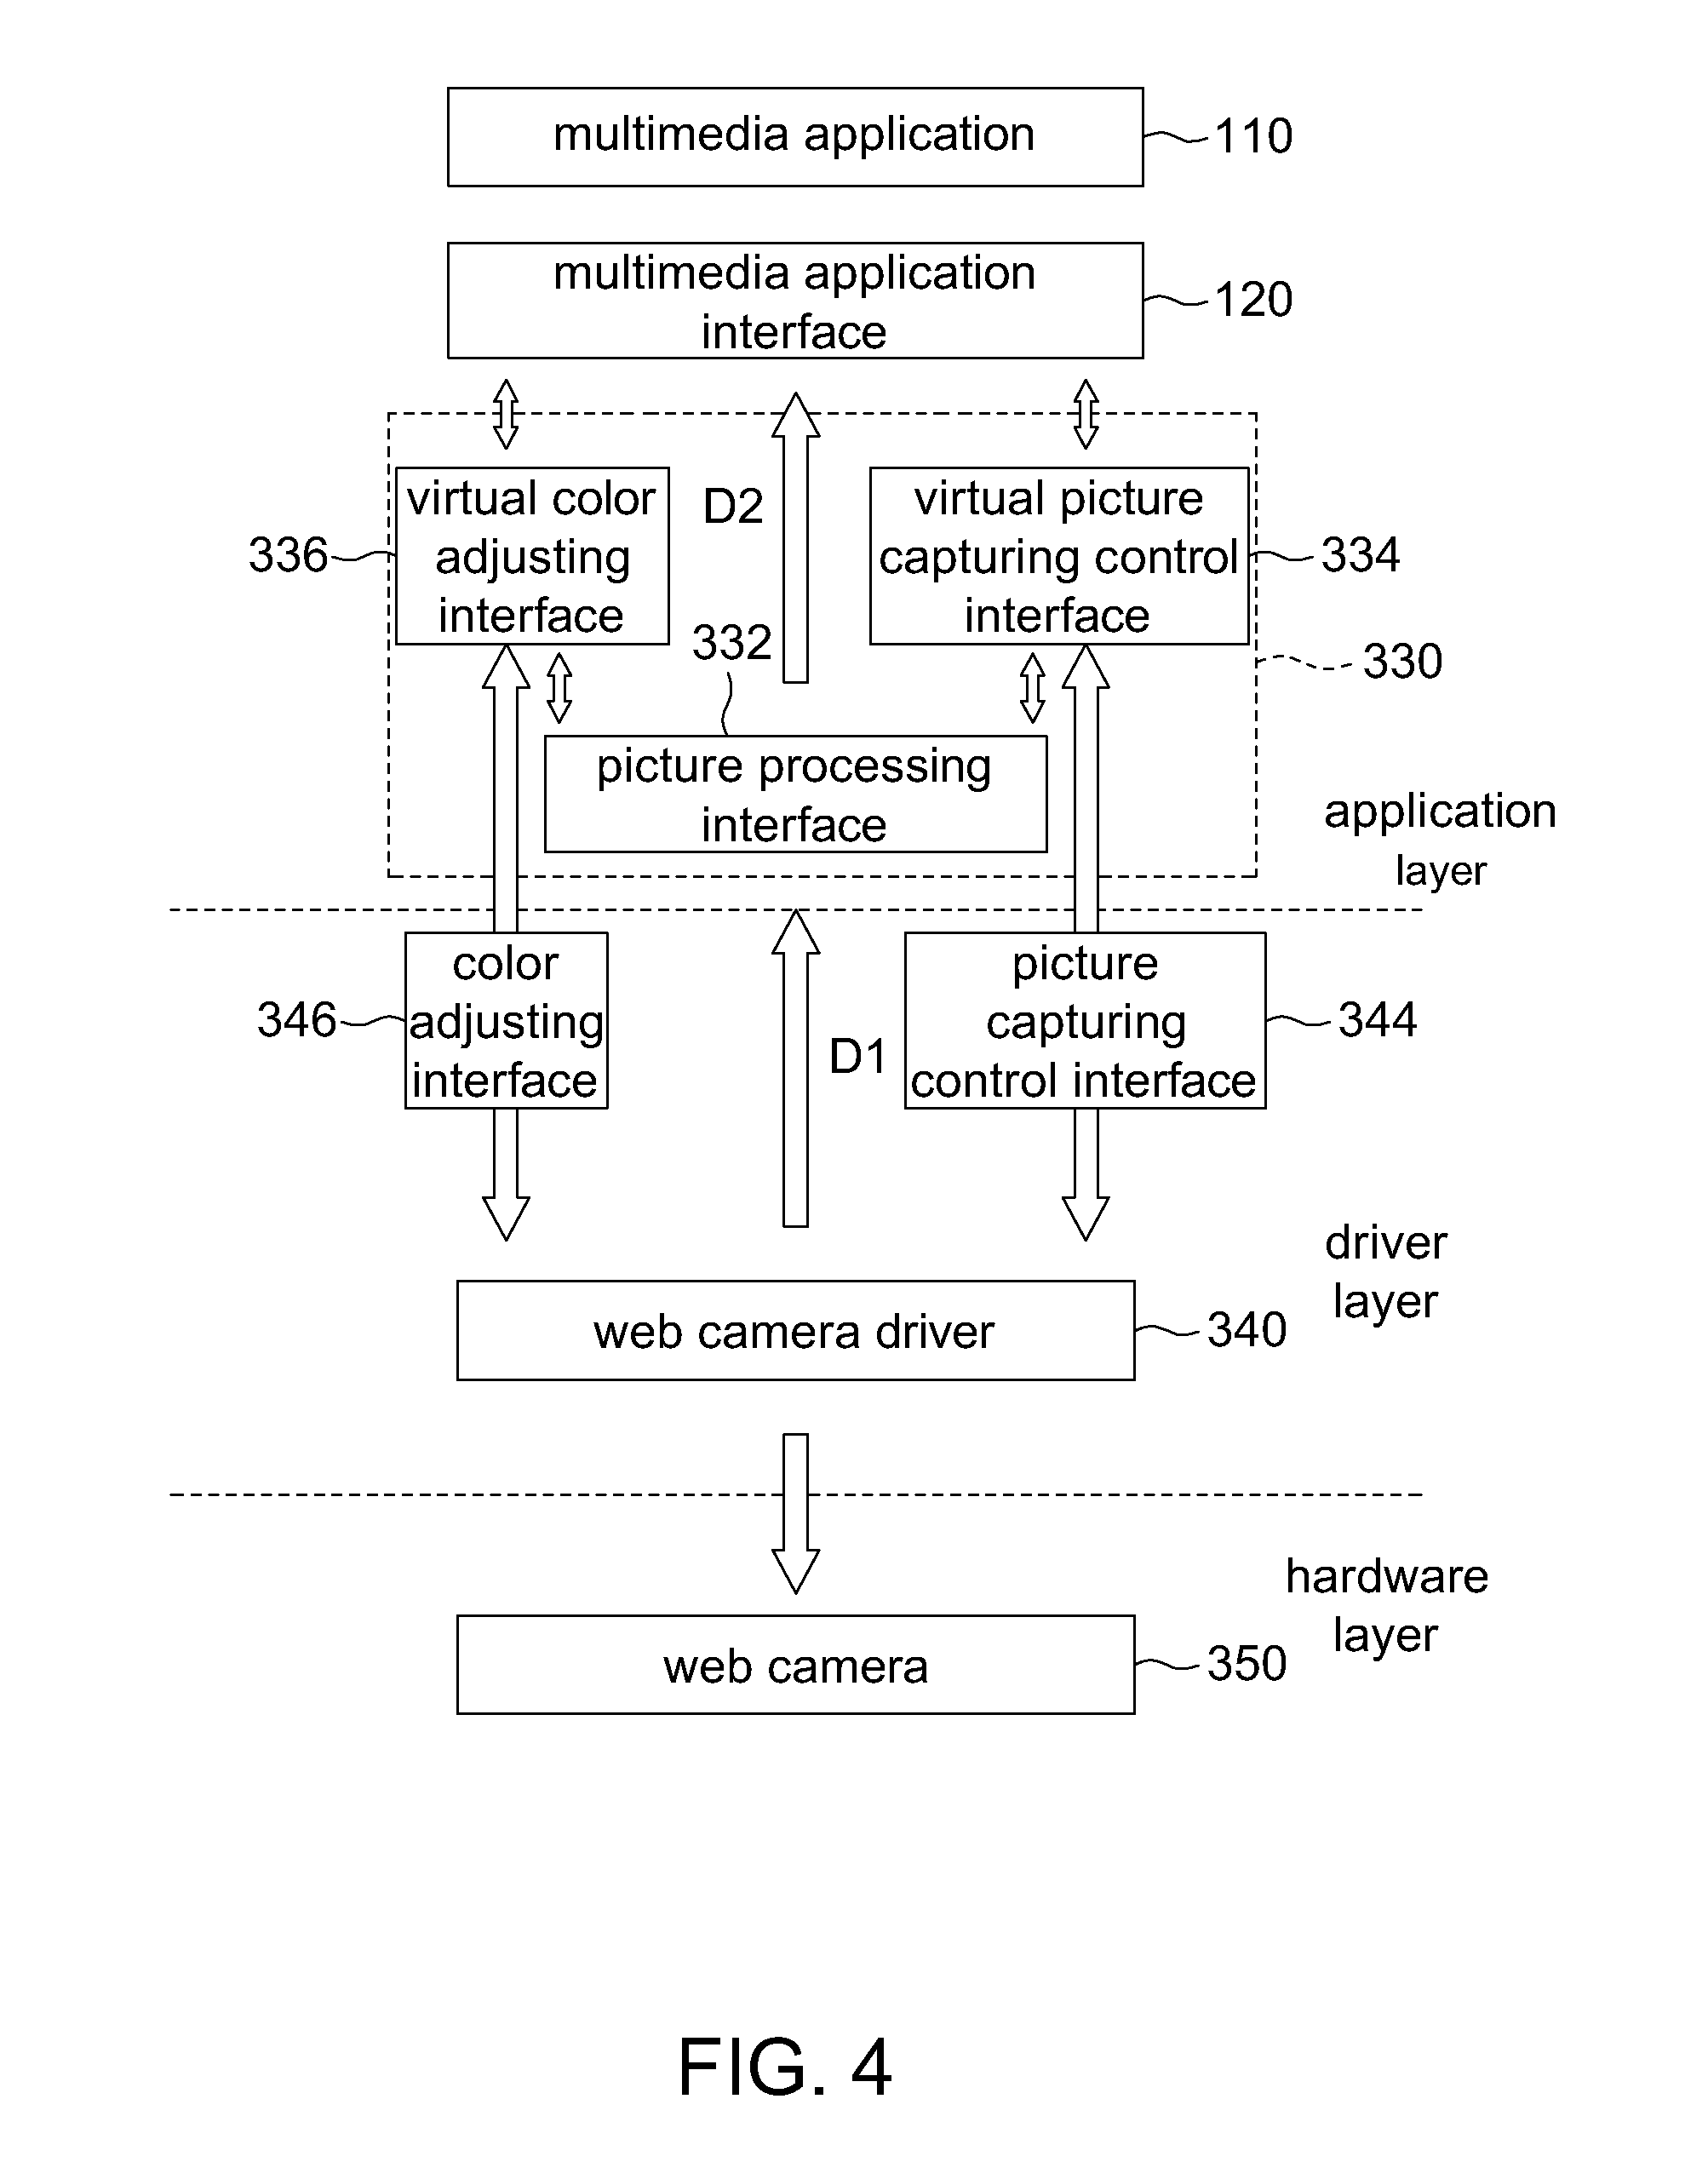 multimedia application
110
multimedia application
interface
120
virtual color
adjusting
interface
336
D2
virtual picture
capturing control
interface
334
332
330
picture processing
interface
application
layer
color
adjusting
interface
346
D1
picture
capturing
control interface
344
driver
layer
web camera driver
340
hardware
layer
web camera
350
FIG. 4